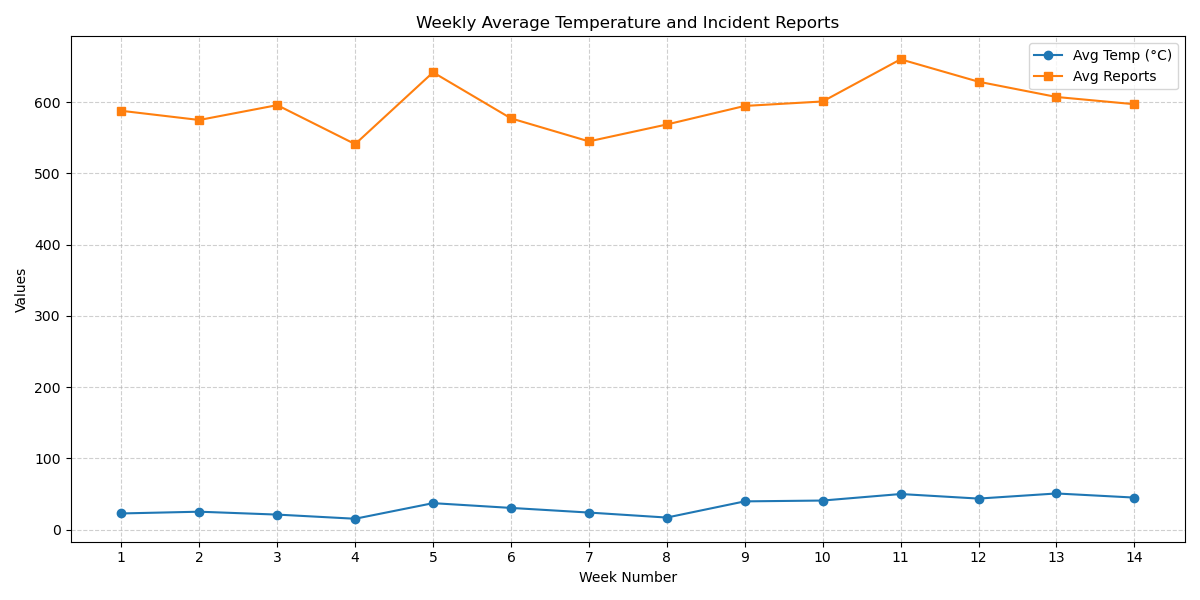 Weekly Average Temperature and Incident Reports
Avg Temp (°C)
Avg Reports
Values
600
500
400
300
200
100
0
1 2 3 4 5 6 7 8 9 10 11 12 13 14
Week Number